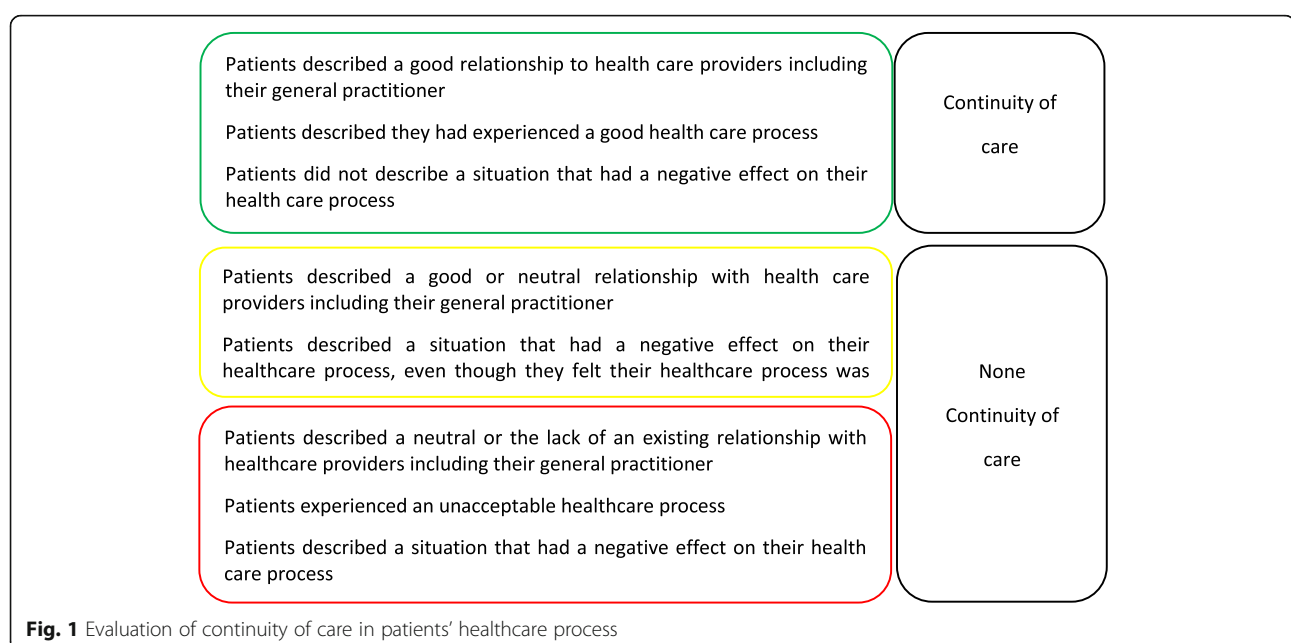 Patients described a good relationship to health care providers including
their general practitioner
Patients described they had experienced a good health care process
Patients did not describe a situation that had a negative effect on their
health care process
Continuity of
care
Patients described a good or neutral relationship with health care
providers including their general practitioner
Patients described a situation that had a negative effect on their
healthcare process, even though they felt their healthcare process was
Patients described a neutral or the lack of an existing relationship with
healthcare providers including their general practitioner
Patients experienced an unacceptable healthcare process
Patients described a situation that had a negative effect on their health
care process
None
Continuity of
care
Fig. 1 Evaluation of continuity of care in patients’ healthcare process